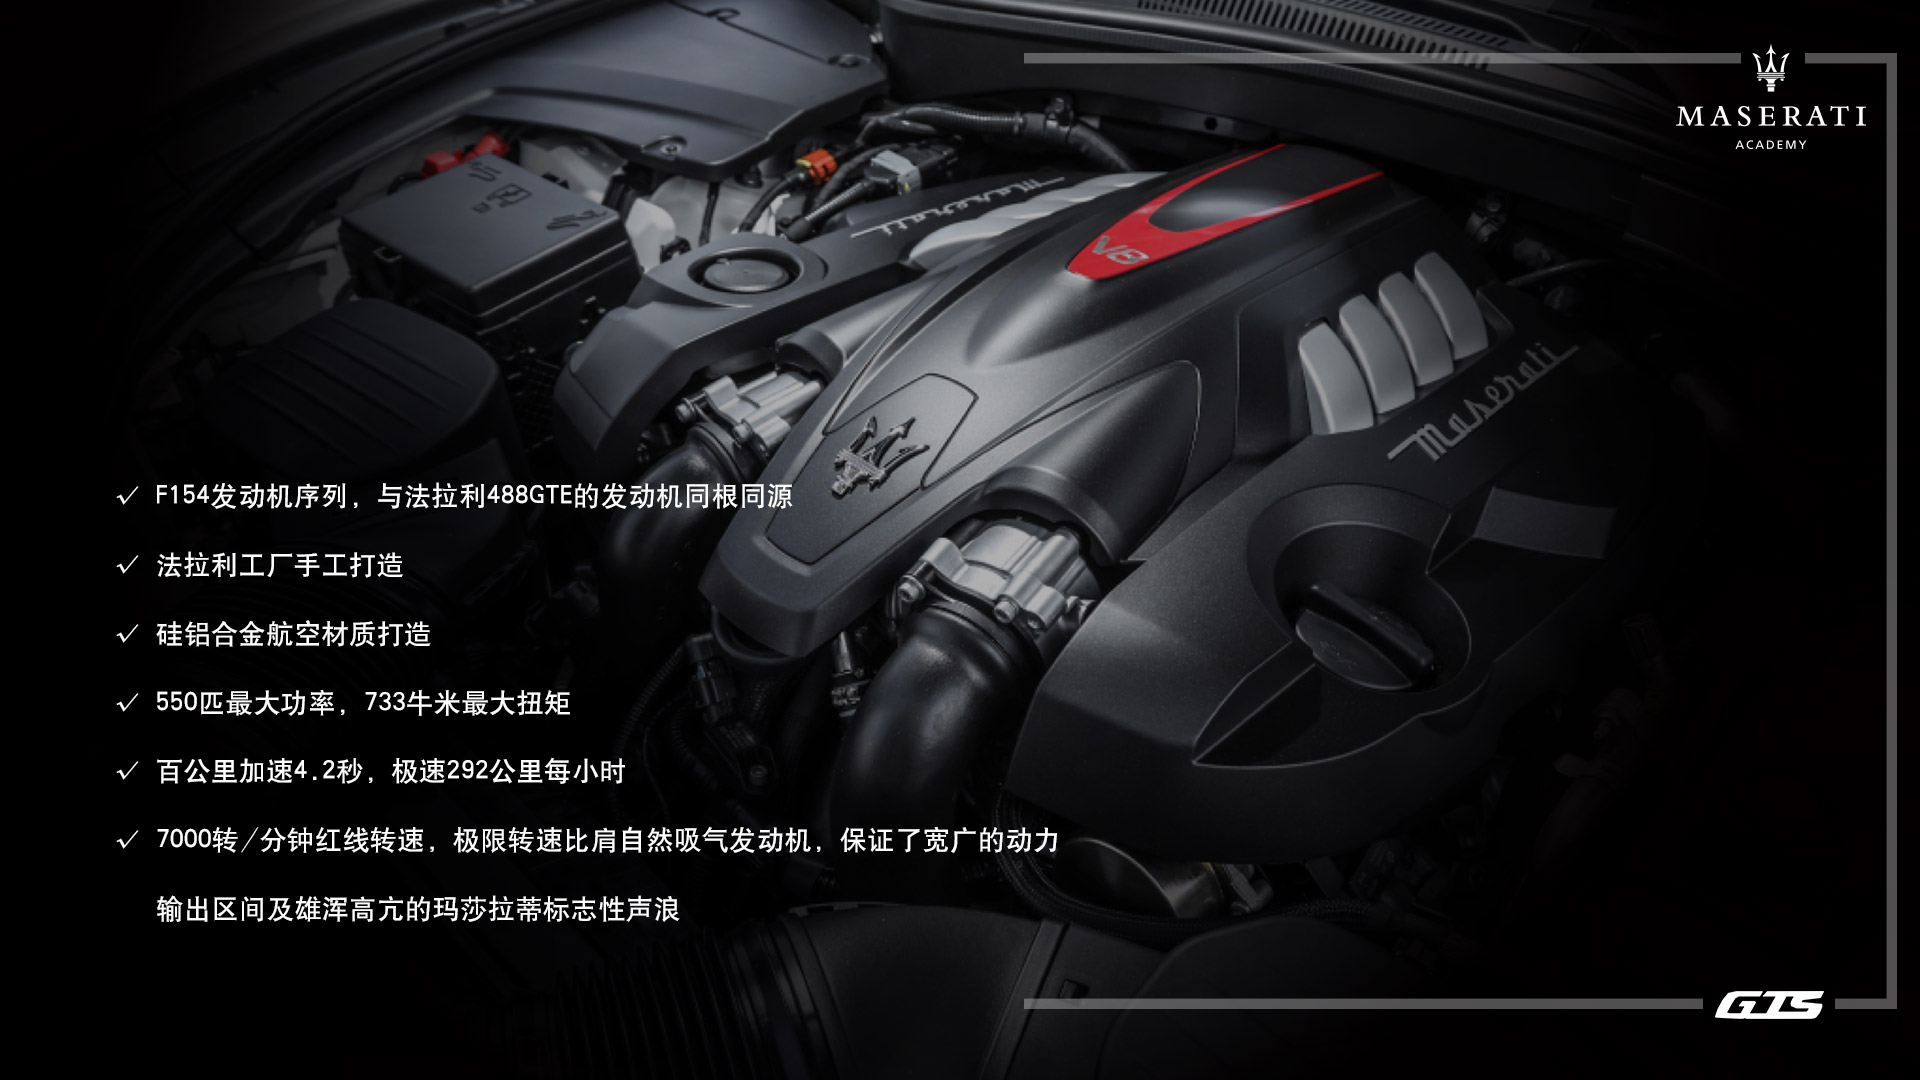 MASERATI
ACADEMY
Maserati
V8
Maserati
✓ F154发动机序列，与法拉利488GTE的发动机同根同源
✓ 法拉利工厂手工打造
✓ 硅铝合金航空材质打造
✓ 550匹最大功率，733牛米最大扭矩
✓ 百公里加速4.2秒，极速292公里每小时
✓ 7000转/分钟红线转速，极限转速比肩自然吸气发动机，保证了宽广的动力
输出区间及雄浑高亢的玛莎拉蒂标志性声浪
GTS